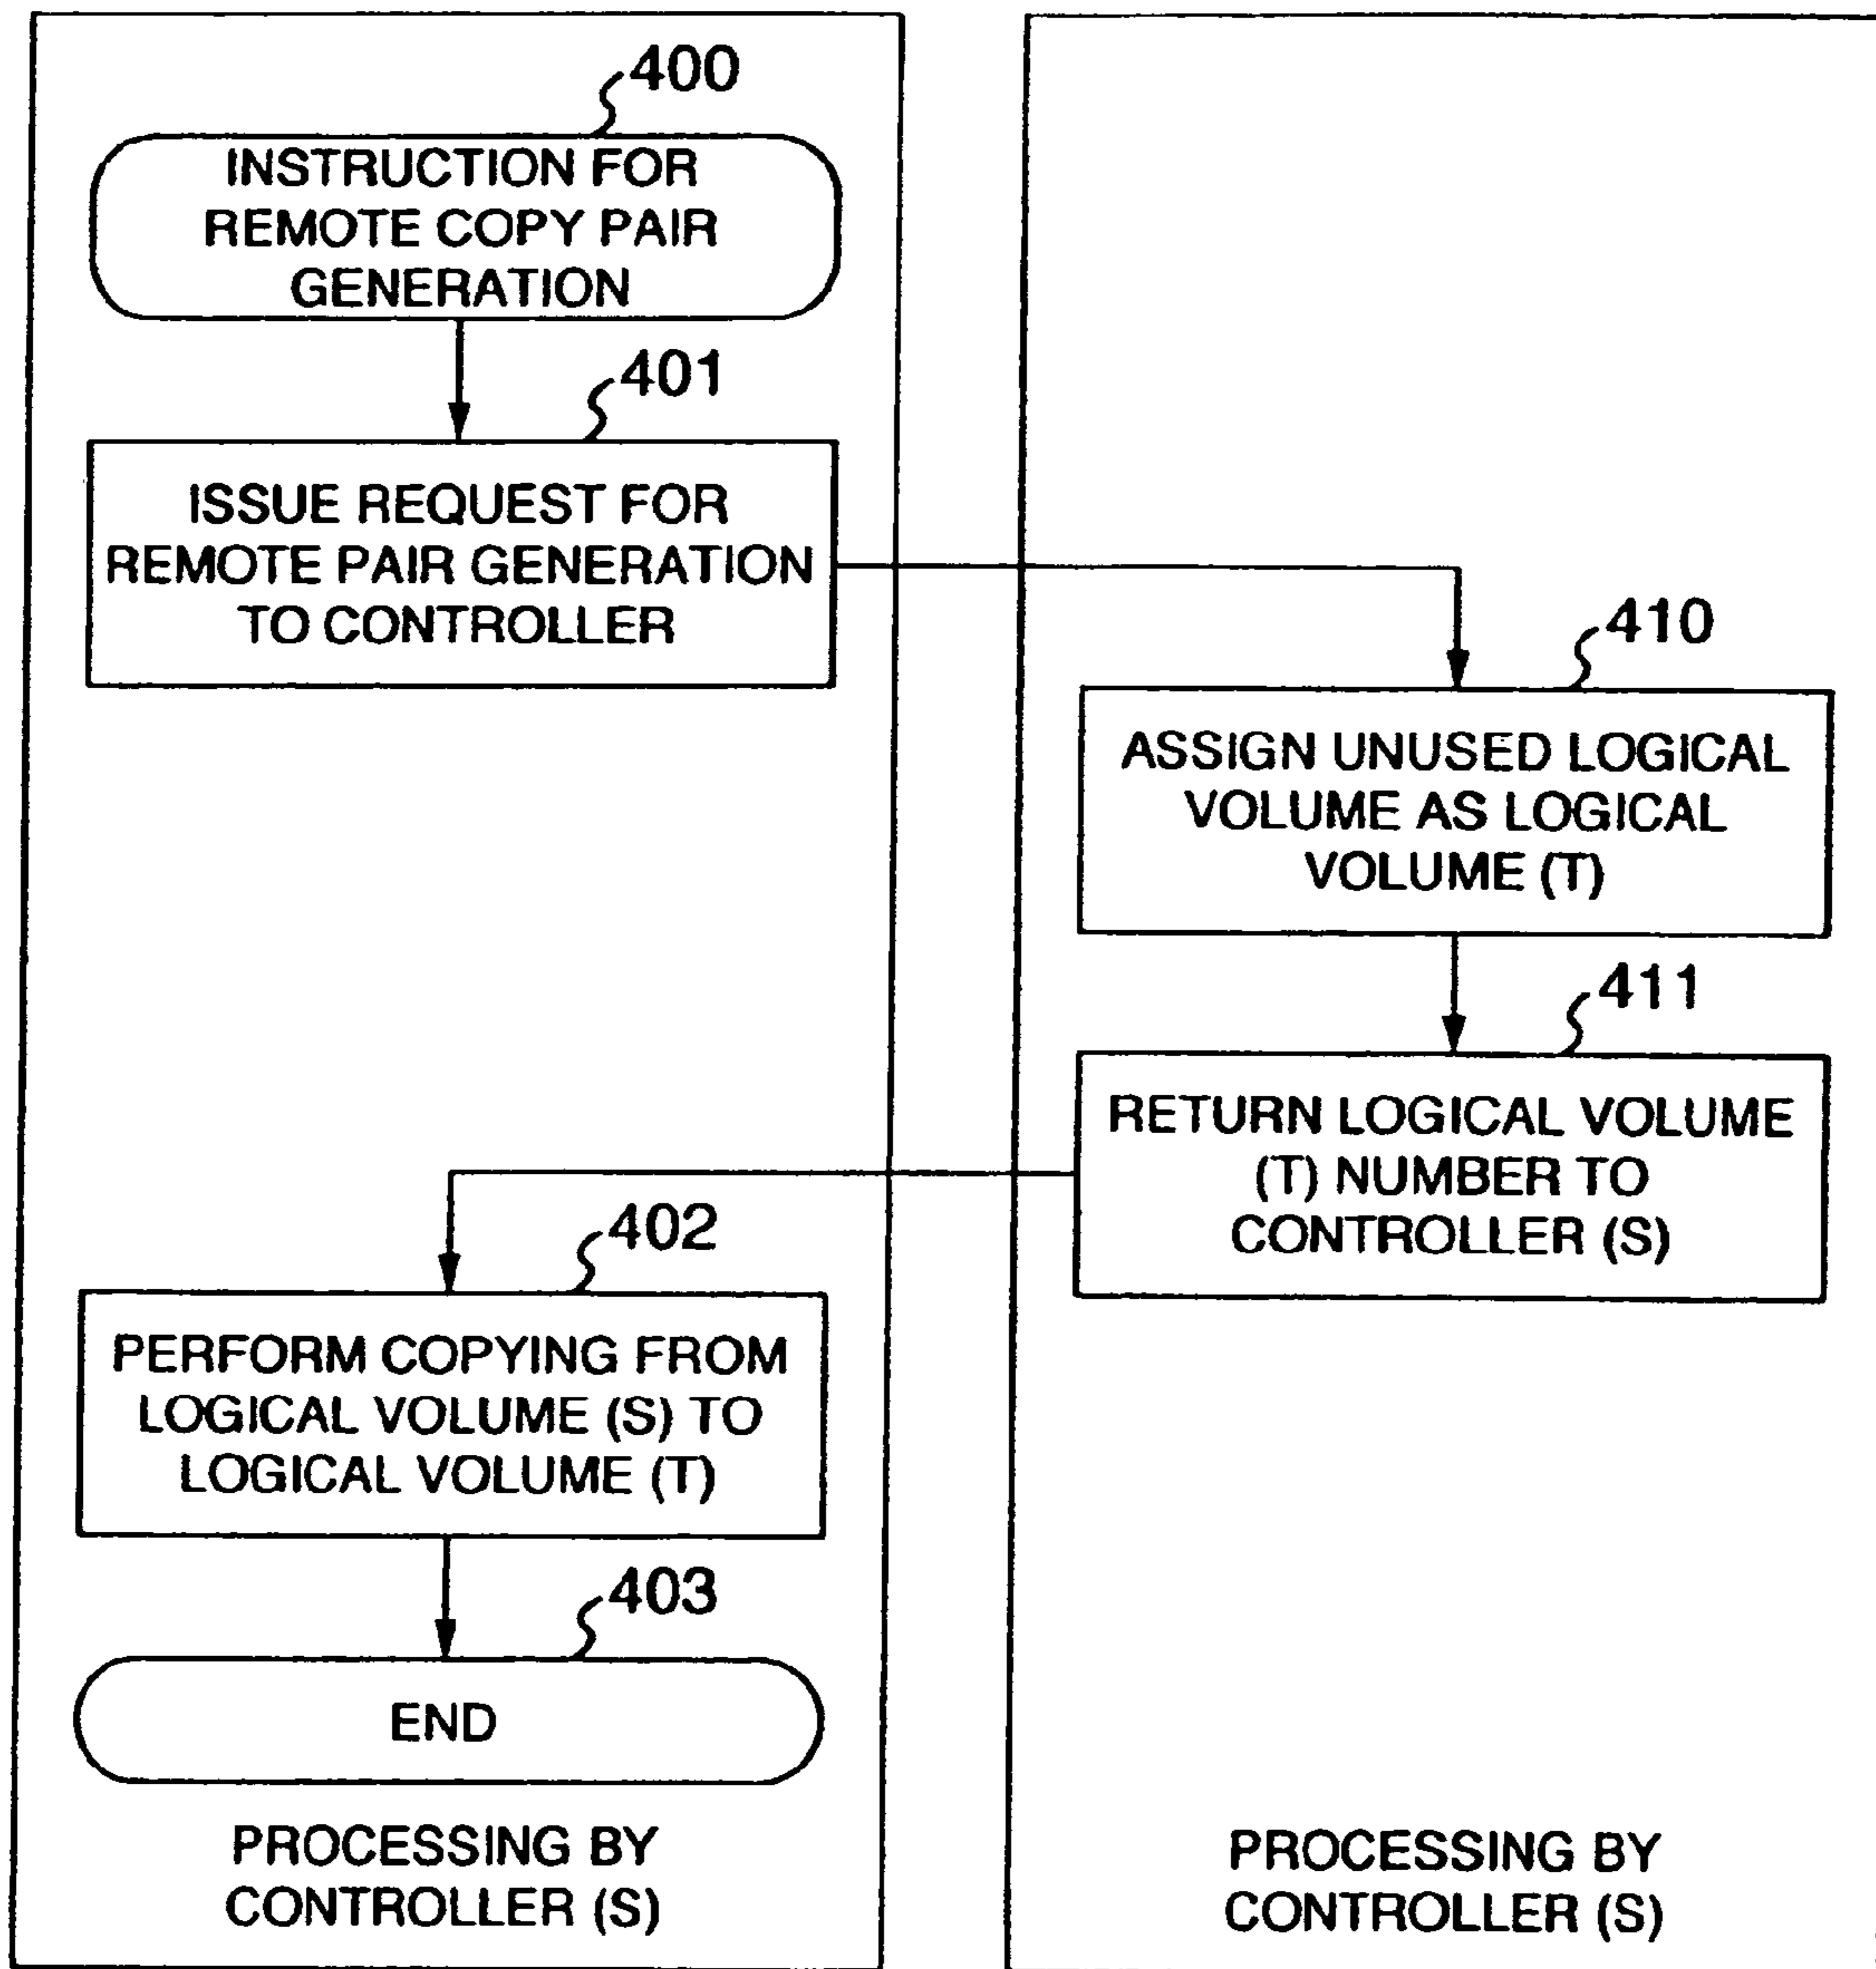 400
INSTRUCTION FOR
REMOTE COPY PAIR
GENERATION
401
ISSUE REQUEST FOR
REMOTE PAIR GENERATION
TO CONTROLLER
410
ASSIGN UNUSED LOGICAL
VOLUME AS LOGICAL
VOLUME (T)
411
RETURN LOGICAL VOLUME
(T) NUMBER TO
CONTROLLER (S)
402
PERFORM COPYING FROM
LOGICAL VOLUME (S) TO
LOGICAL VOLUME (T)
403
END
PROCESSING BY
CONTROLLER (S)
PROCESSING BY
CONTROLLER (S)